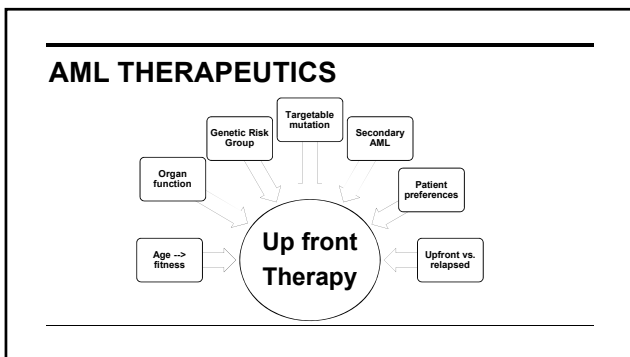 AML THERAPEUTICS
Targetable
mutation
Genetic Risk
Group
Secondary
AML
Organ
function
Patient
preferences
Age -->
fitness
Up front
Therapy
Upfront vs.
relapsed